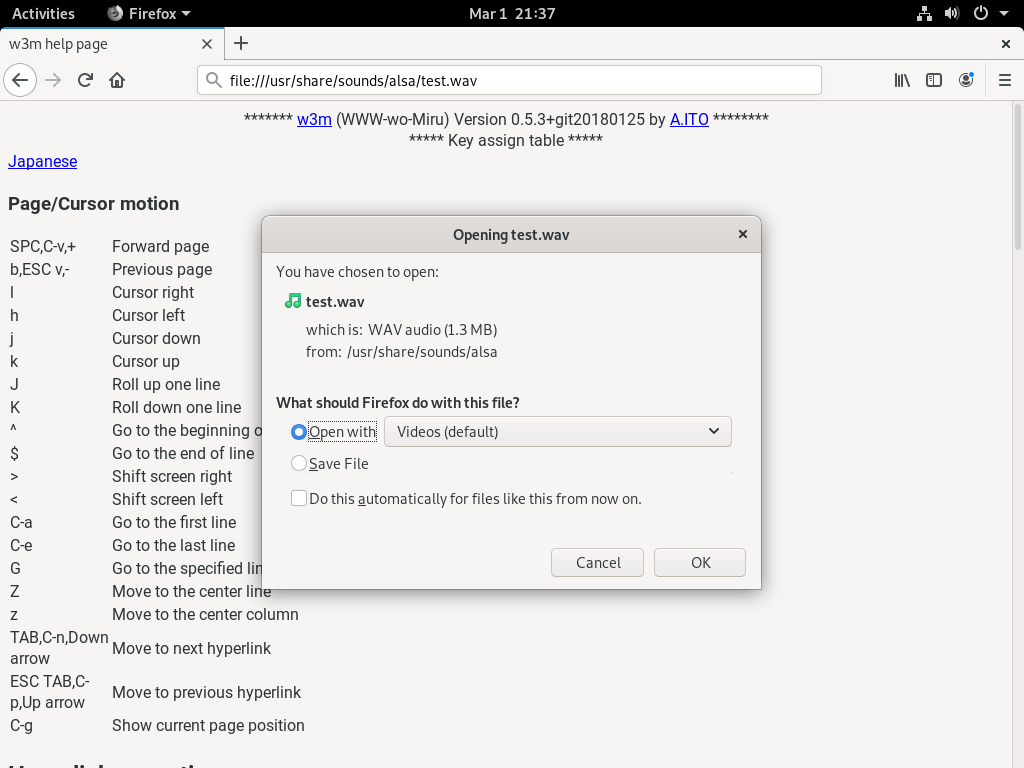 Activities Firefox Mar 1 21:37
w3m help page
file:///usr/share/sounds/alsa/test.wav
******* w3m (WWW-wo-Miru) Version 0.5.3+git20180125 by A.ITO ********
***** Key assign table *****
Japanese
Page/Cursor motion
SPC,C-v,+ Forward page
b,ESC v,- Previous page
l Cursor right
h Cursor left
j Cursor down
k Cursor up
J Roll up one line
K Roll down one line
^ Go to the beginning o
$ Go to the end of line
> Shift screen right
< Shift screen left
C-a Go to the first line
C-e Go to the last line
G Go to the specified lin
Z Move to the center line
z Move to the center column
TAB,C-n,Down
arrow Move to next hyperlink
ESC TAB,C-
p,Up arrow Move to previous hyperlink
C-g Show current page position
Opening test.wav
You have chosen to open:
test.wav
which is: WAV audio (1.3 MB)
from: /usr/share/sounds/alsa
What should Firefox do with this file?
Open with Videos (default)
Save File
Do this automatically for files like this from now on.
Cancel OK